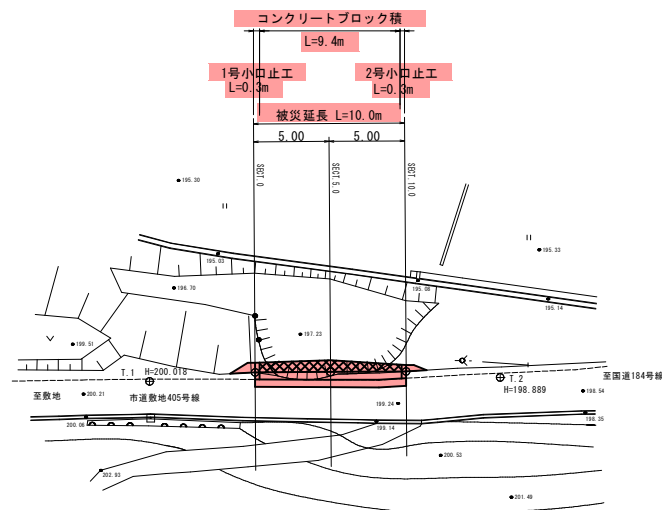 コンクリートブロック積
L=9.4m
1号小口止工
L=0.3m
2号小口止工
L=0.3m
被災延長 L=10.0m
5.00
5.00
SECT.0
SECT.5.0
SECT.10.0
195.30
195.33
195.03
195.08
195.14
196.70
197.23
199.51
T.1 H=200.018
T.2
H=198.889
至国道184号線
至敷地
200.21
市道敷地405号線
199.24
198.54
198.35
200.06
199.14
200.53
202.93
201.49